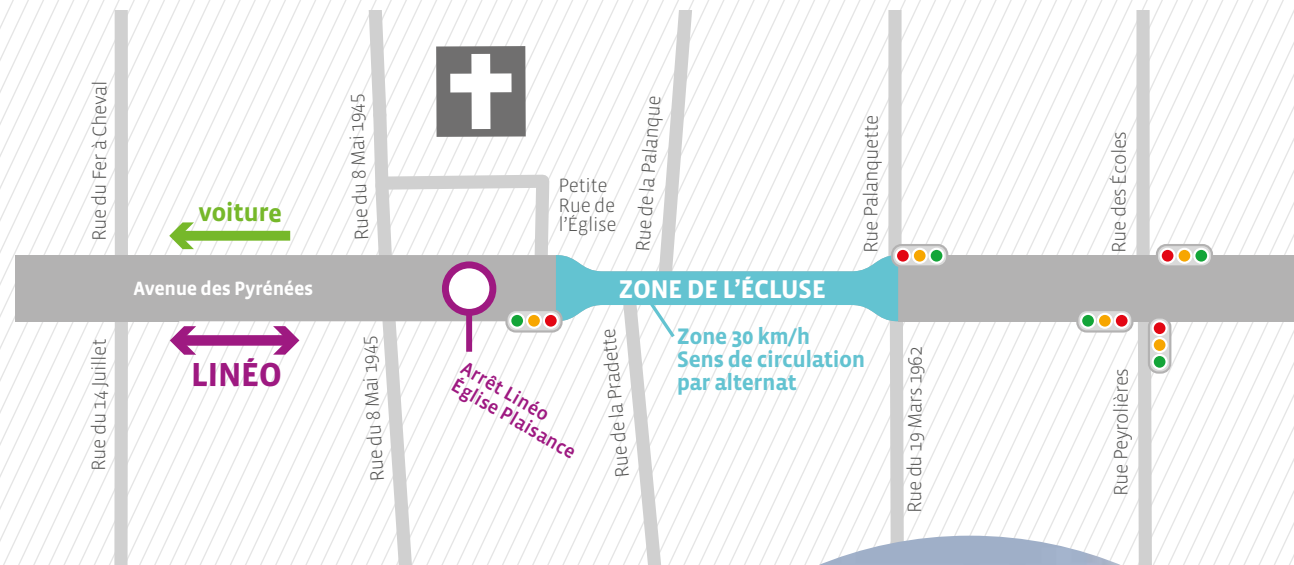 Rue du Fer à Cheval
Rue du 8 Mai 1945
Petite
Rue de
l'Église
Rue de la Palanque
Rue Palanquette
Rue des Écoles
voiture
Avenue des Pyrénées
ZONE DE L'ÉCLUSE
LINÉO
Zone 30 km/h
Sens de circulation
par alternat
Arrêt Linéo
Église Plaisance
Rue du 14 Juillet
Rue du 8 Mai 1945
Rue de la Pradette
Rue du 19 Mars 1962
Rue Peyrolières